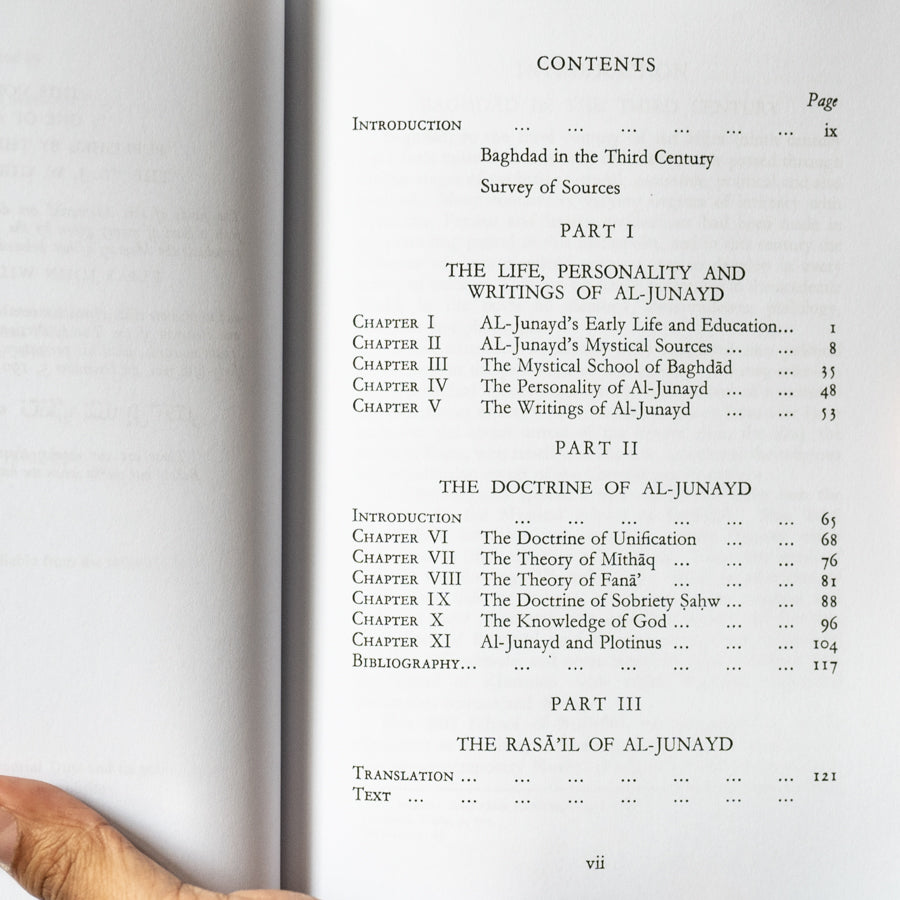 CONTENTS
Page
INTRODUCTION ... ... ... ... ... ... ix
Baghdad in the Third Century
Survey of Sources
PART I
THE LIFE, PERSONALITY AND
WRITINGS OF AL-JUNAYD
CHAPTER I AL-Junayd's Early Life and Education... 1
CHAPTER II AL-Junayd's Mystical Sources ... ... 8
CHAPTER III The Mystical School of Baghdād ... 35
CHAPTER IV The Personality of Al-Junayd ... ... 48
CHAPTER V The Writings of Al-Junayd ... ... 53
PART II
THE DOCTRINE OF AL-JUNAYD
INTRODUCTION ... ... ... ... ... ... 65
CHAPTER VI The Doctrine of Unification ... ... 68
CHAPTER VII The Theory of Mīthāq ... ... ... 76
CHAPTER VIII The Theory of Fanā' ... ... ... 81
CHAPTER IX The Doctrine of Sobriety Ṣaḥw ... ... 88
CHAPTER X The Knowledge of God ... ... ... 96
CHAPTER XI Al-Junayd and Plotinus ... ... ... 104
BIBLIOGRAPHY... ... ... ... ... ... ... 117
PART III
THE RASĀ'IL OF AL-JUNAYD
TRANSLATION ... ... ... ... ... ... ... 121
TEXT ... ... ... ... ... ... ... ...
vii